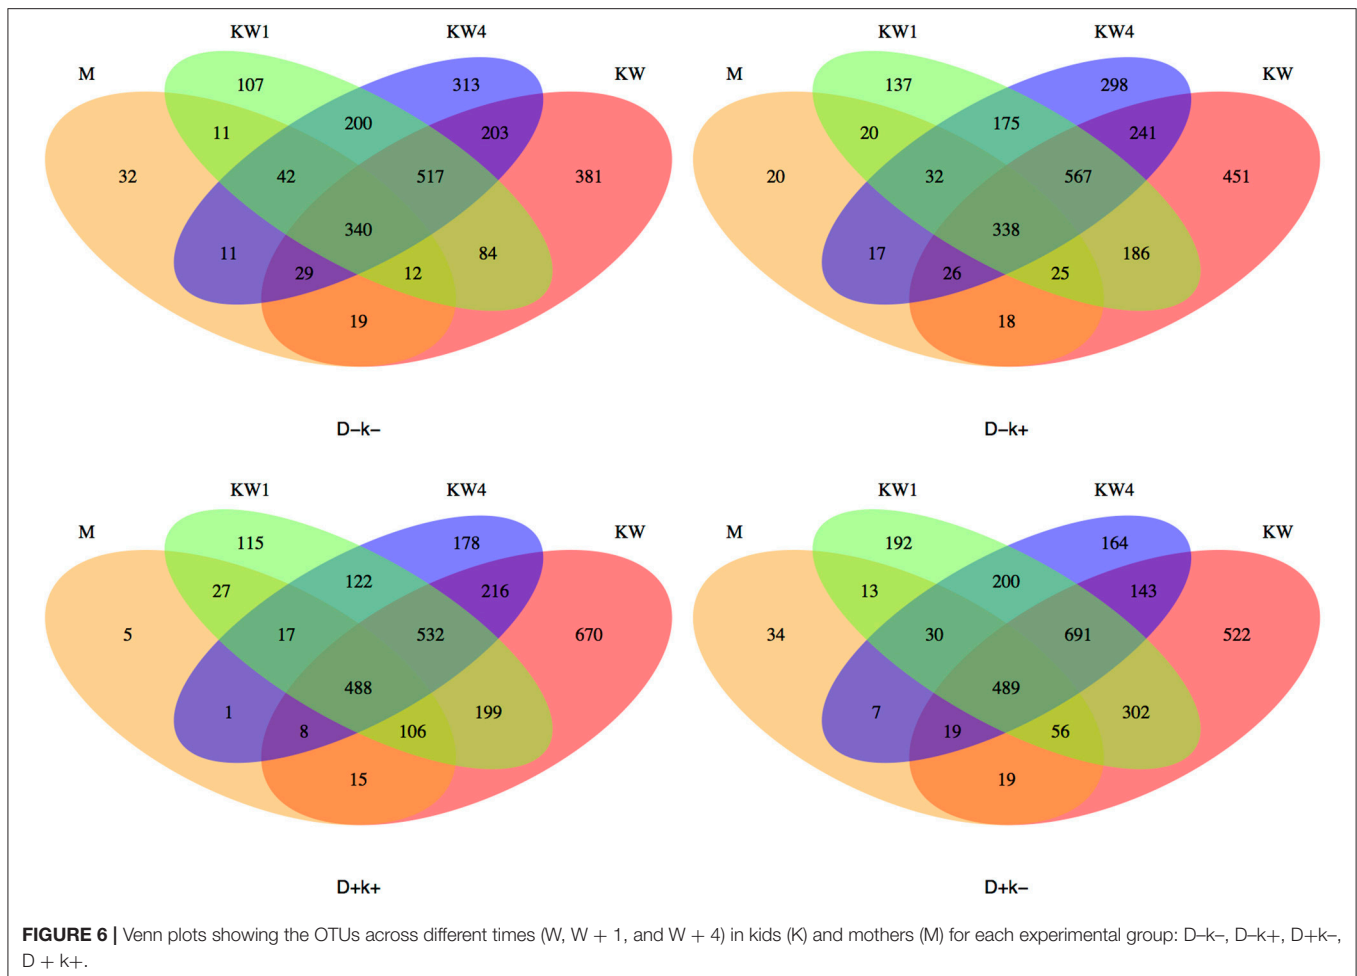 KW1 KW4 KW1 KW4
M KW M KW
107 313 137 298
11 200 203 20 175 241
32 42 517 381 20 32 567 451
340 338
11 29 12 84 17 26 25 186
19 18
D–k– D–k+
KW1 KW4 KW1 KW4
M KW M KW
115 178 192 164
27 122 216 13 200 143
5 17 532 670 34 30 691 522
488 489
1 8 106 199 7 19 56 302
15 19
D+k+ D+k–
FIGURE 6 | Venn plots showing the OTUs across different times (W, W + 1, and W + 4) in kids (K) and mothers (M) for each experimental group: D–k–, D–k+, D+k–,
D + k+.